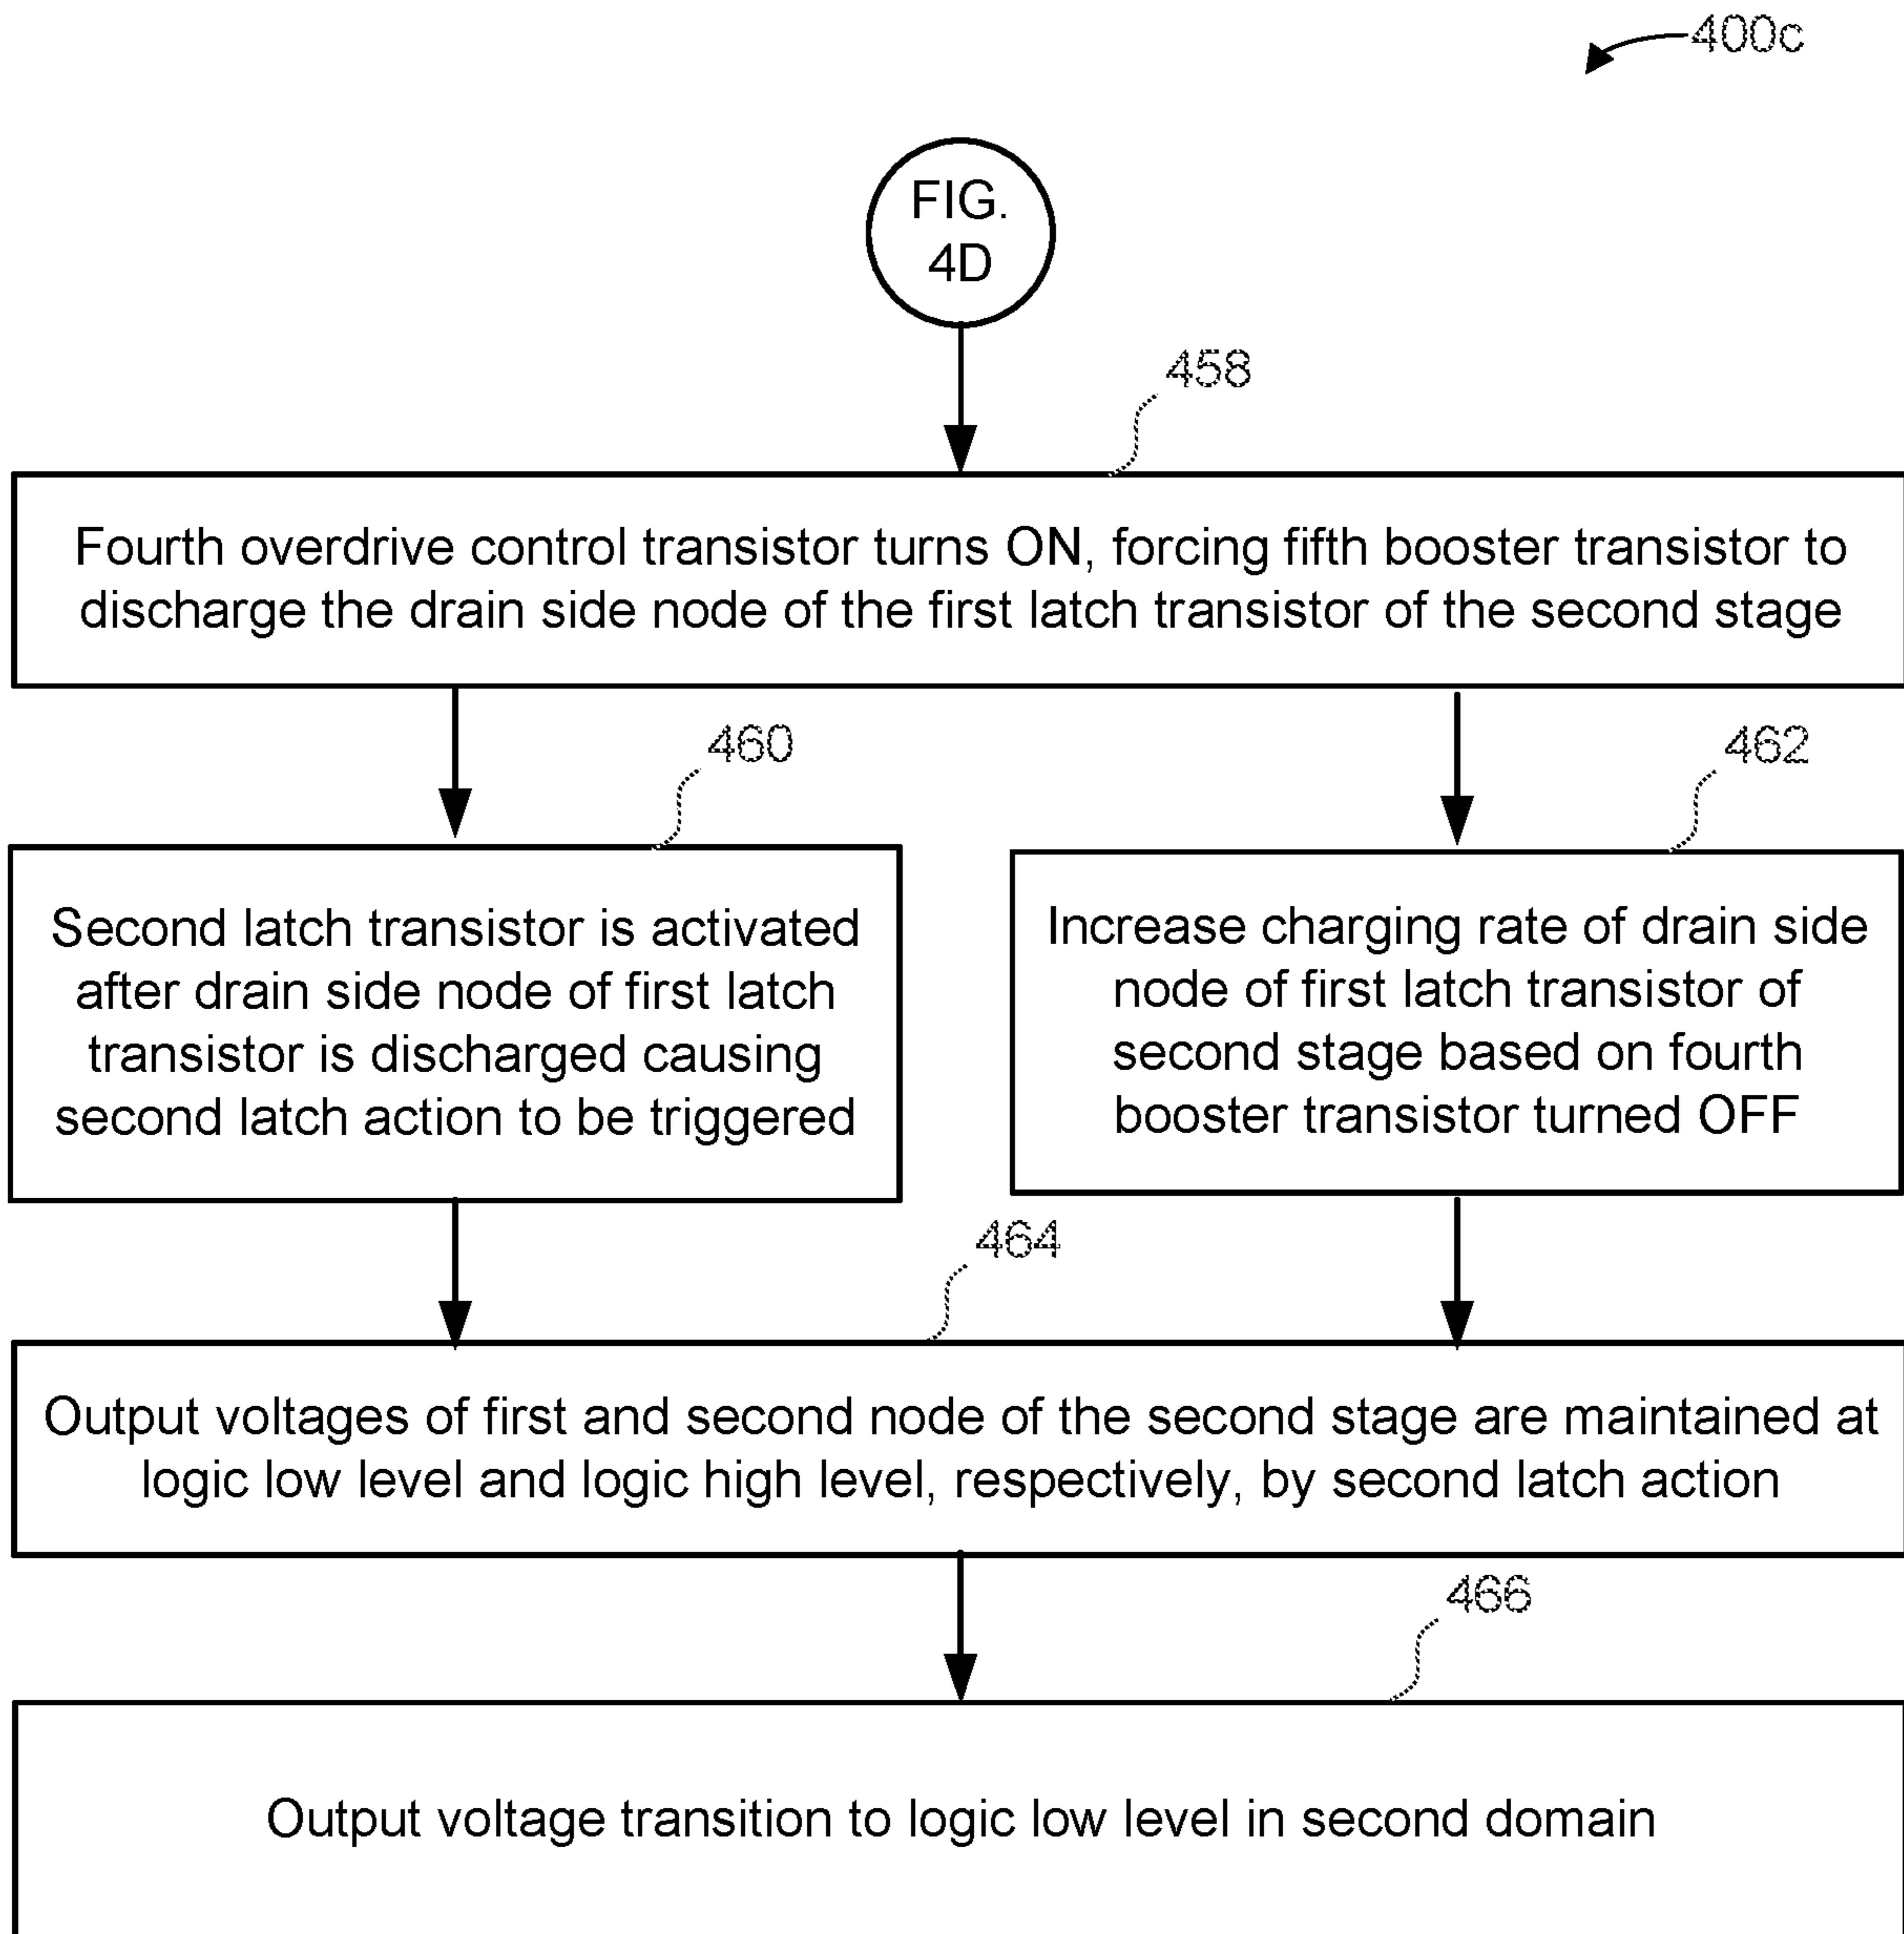 400c
FIG.
4D
458
Fourth overdrive control transistor turns ON, forcing fifth booster transistor to
discharge the drain side node of the first latch transistor of the second stage
460
Second latch transistor is activated
after drain side node of first latch
transistor is discharged causing
second latch action to be triggered
462
Increase charging rate of drain side
node of first latch transistor of
second stage based on fourth
booster transistor turned OFF
464
Output voltages of first and second node of the second stage are maintained at
logic low level and logic high level, respectively, by second latch action
466
Output voltage transition to logic low level in second domain